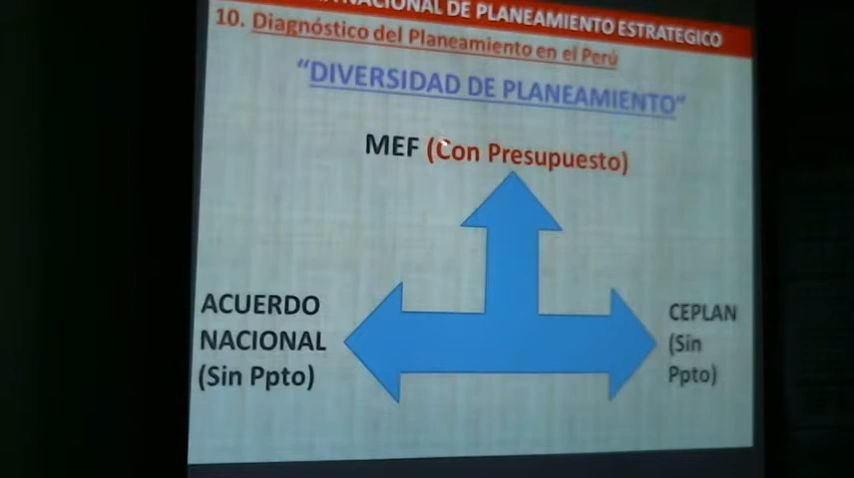 NACIONAL DE PLANEAMIENTO ESTRATEGICO
10. Diagnóstico del Planeamiento en el Perú
“DIVERSIDAD DE PLANEAMIENTO”
MEF (Con Presupuesto)
ACUERDO
NACIONAL
(Sin Ppto)
CEPLAN
(Sin
Ppto)